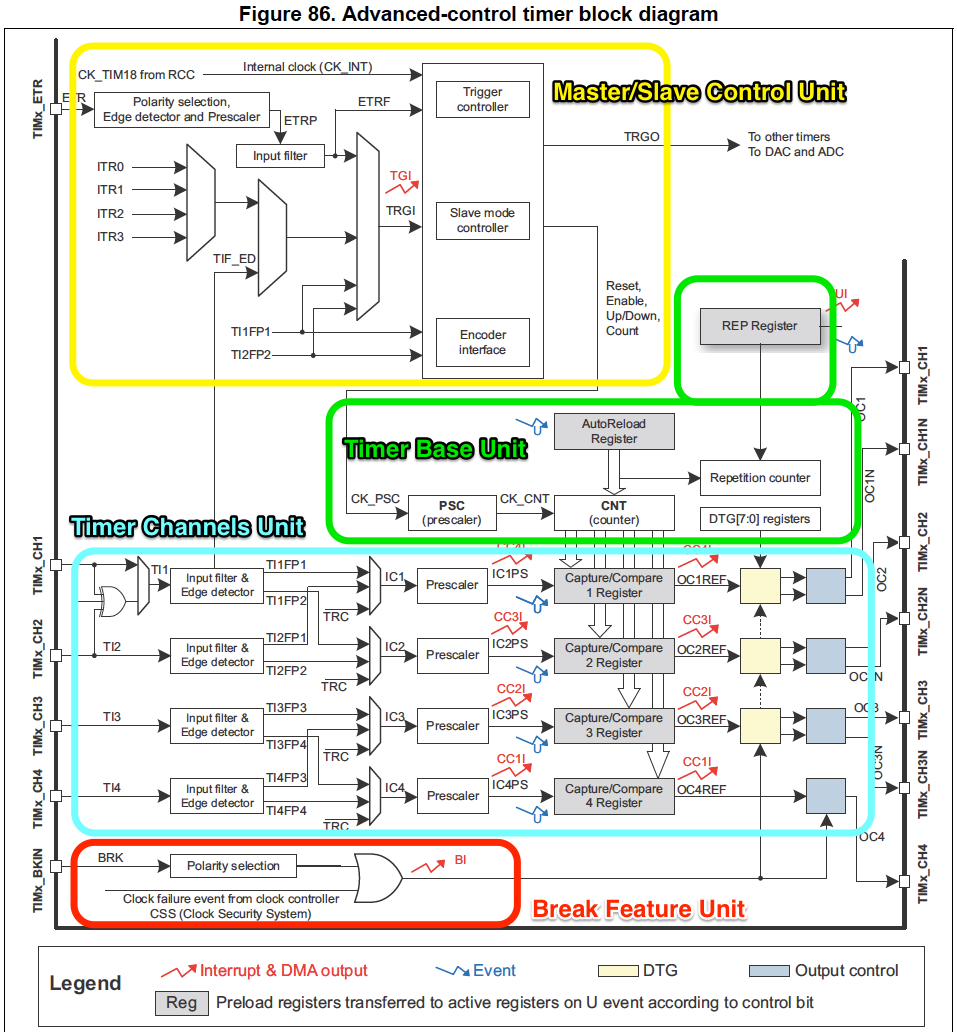 Figure 86. Advanced-control timer block diagram
CK_TIM18 from RCC
Internal clock (CK_INT)
Master/Slave Control Unit
TIMx_ETR
ETR
Polarity selection,
Edge detector and Prescaler
ETRP
ETRF
Input filter
Trigger
controller
TRGO
To other timers
To DAC and ADC
ITR0
ITR1
ITR2
ITR3
TGI
TRGI
Slave mode
controller
TIF_ED
Reset,
Enable,
Up/Down,
Count
TI1FP1
TI2FP2
Encoder
interface
REP Register
UI
Timer Base Unit
AutoReload
Register
Repetition counter
CK_PSC
PSC
(prescaler)
CK_CNT
CNT
(counter)
DTG[7:0] registers
Timer Channels Unit
TIMx_CH1
TI1
Input filter &
Edge detector
TI1FP1
TI1FP2
TRC
IC1
Prescaler
CC4I
IC1PS
Capture/Compare
1 Register
CC4I
OC1REF
OC1
TIMx_CH1
OC1N
TIMx_CH1N
TIMx_CH2
TI2
Input filter &
Edge detector
TI2FP1
TI2FP2
TRC
IC2
Prescaler
CC3I
IC2PS
Capture/Compare
2 Register
CC3I
OC2REF
OC2
TIMx_CH2
OC2N
TIMx_CH2N
TIMx_CH3
TI3
Input filter &
Edge detector
TI3FP3
TI3FP4
TRC
IC3
Prescaler
CC2I
IC3PS
Capture/Compare
3 Register
CC2I
OC3REF
OC3
TIMx_CH3
OC3N
TIMx_CH3N
TIMx_CH4
TI4
Input filter &
Edge detector
TI4FP3
TI4FP4
TRC
IC4
Prescaler
CC1I
IC4PS
Capture/Compare
4 Register
CC1I
OC4REF
OC4
TIMx_CH4
TIMx_BKIN
BRK
Polarity selection
BI
Clock failure event from clock controller
CSS (Clock Security System)
Break Feature Unit
Legend
Interrupt & DMA output
Event
DTG
Output control
Reg
Preload registers transferred to active registers on U event according to control bit